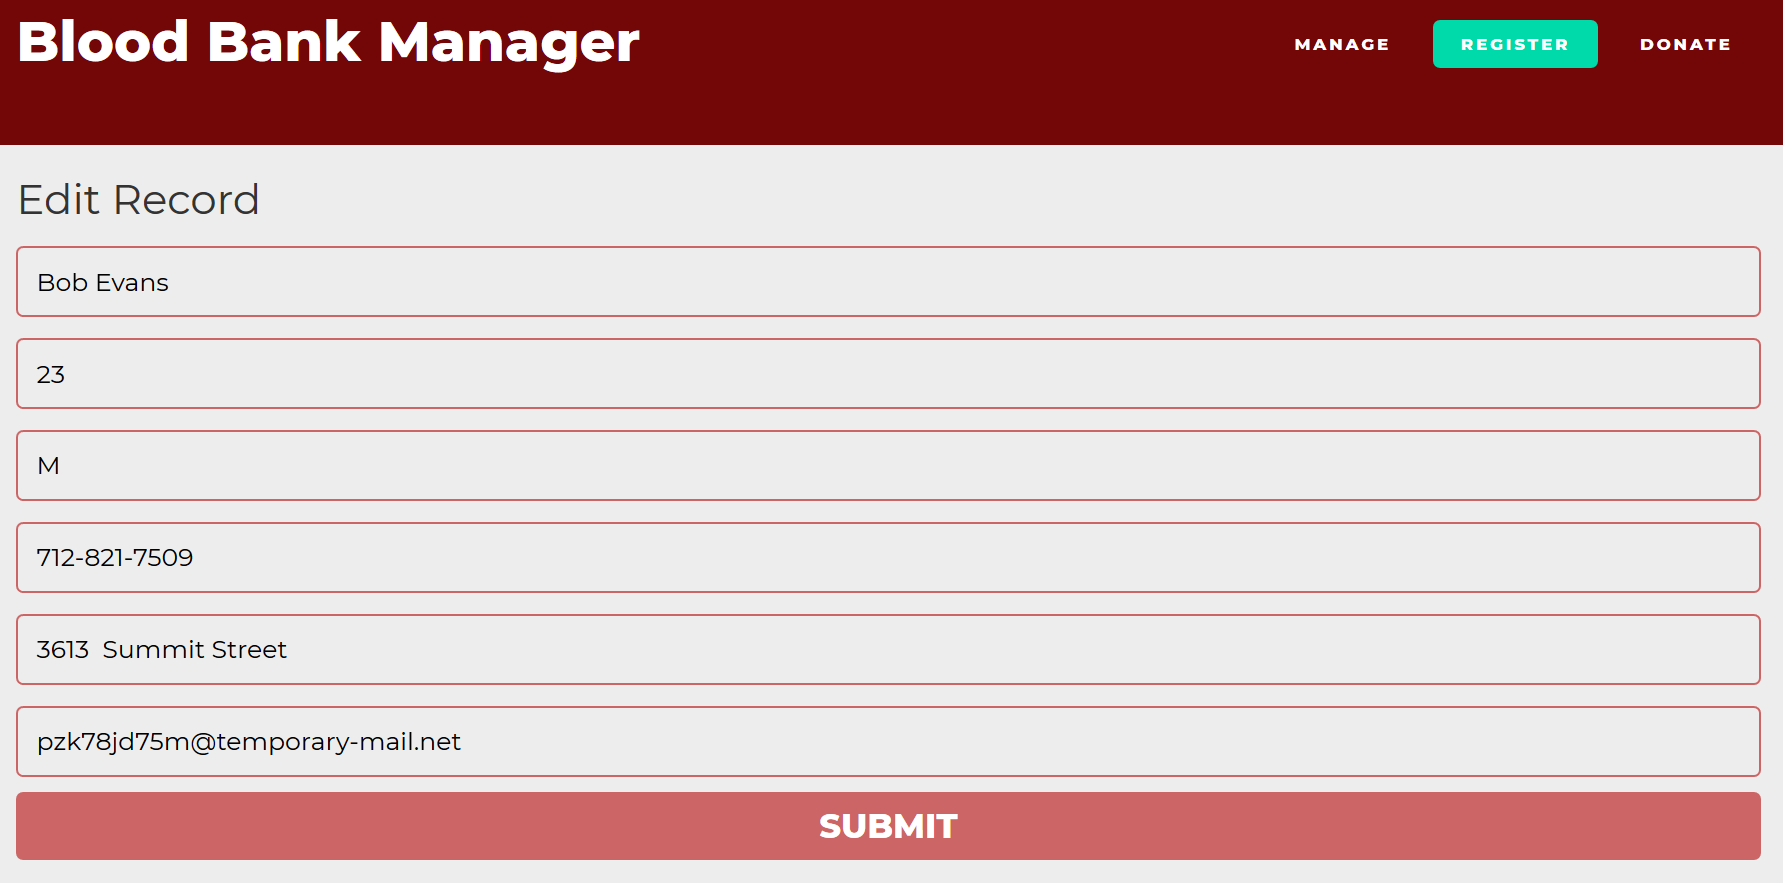 Blood Bank Manager
MANAGE REGISTER DONATE
Edit Record
Bob Evans
23
M
712-821-7509
3613  Summit Street
pzk78jd75m@temporary-mail.net
SUBMIT